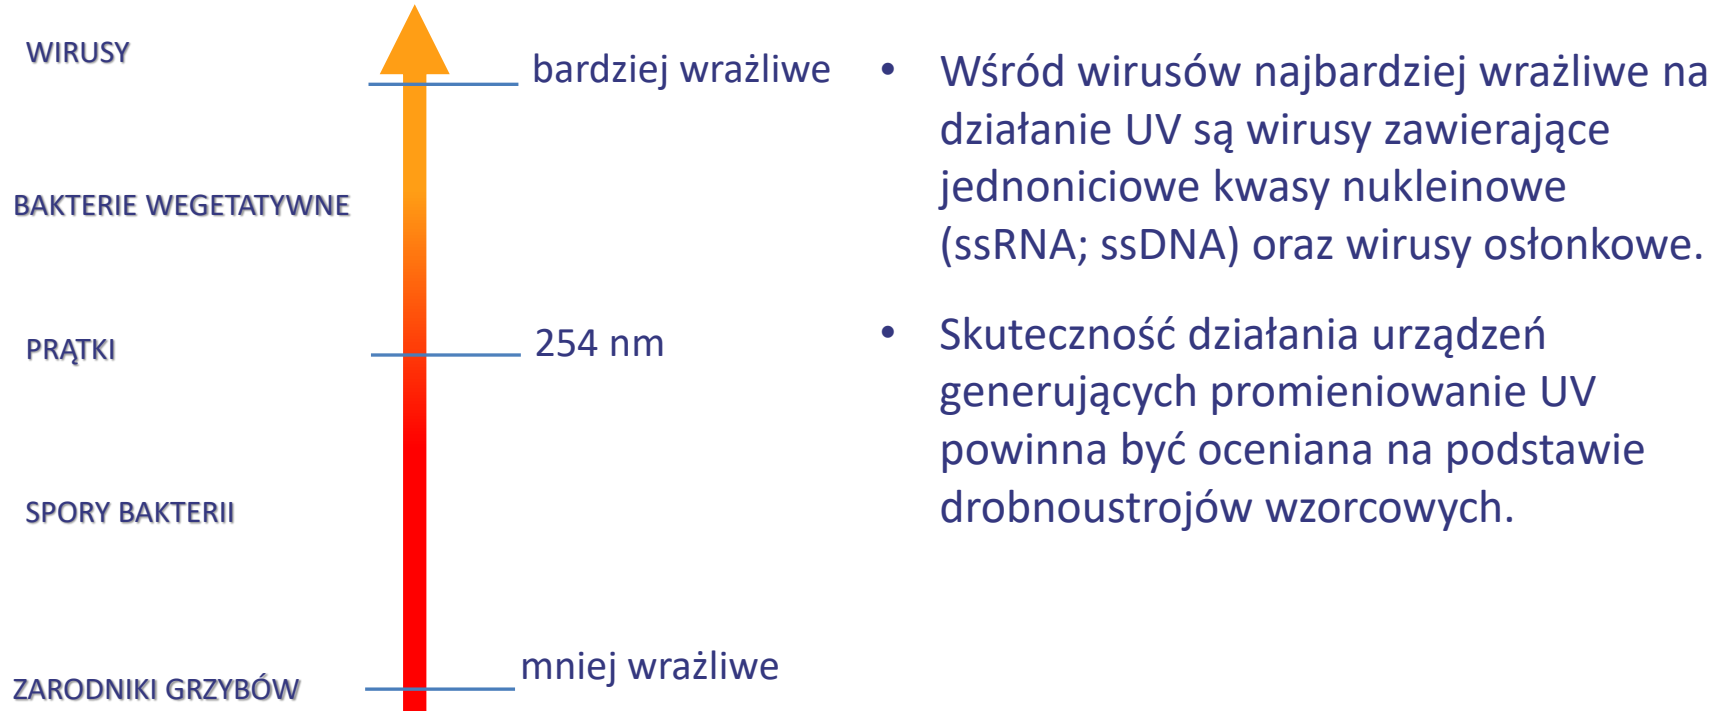 WIRUSY
bardziej wrażliwe
BAKTERIE WEGETATYWNE
PRĄTKI
254 nm
SPORY BAKTERII
mniej wrażliwe
ZARODNIKI GRZYBÓW
• Wśród wirusów najbardziej wrażliwe na
działanie UV są wirusy zawierające
jednoniciowe kwasy nukleinowe
(ssRNA; ssDNA) oraz wirusy osłonkowe.
• Skuteczność działania urządzeń
generujących promieniowanie UV
powinna być oceniana na podstawie
drobnoustrojów wzorcowych.